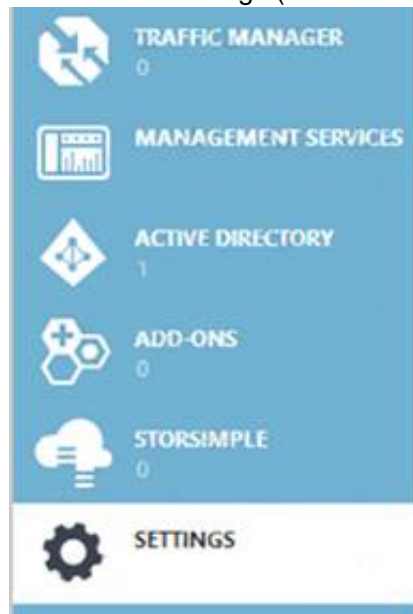 TRAFFIC MANAGER
0
MANAGEMENT SERVICES
ACTIVE DIRECTORY
1
ADD-ONS
0
STORSIMPLE
0
SETTINGS